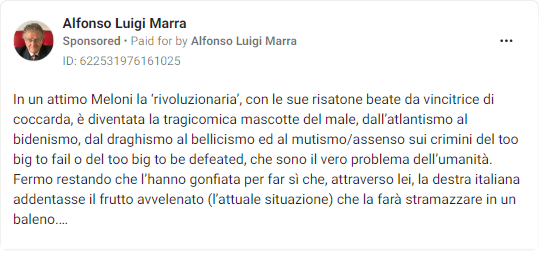 Alfonso Luigi Marra
Sponsored • Paid for by Alfonso Luigi Marra
ID: 622531976161025
In un attimo Meloni la ‘rivoluzionaria’, con le sue risatone beate da vincitrice di
coccarda, è diventata la tragicomica mascotte del male, dall’atlantismo al
bidenismo, dal draghismo al bellicismo ed al mutismo/assenso sui crimini del too
big to fail o del too big to be defeated, che sono il vero problema dell’umanità.
Fermo restando che l’hanno gonfiata per far sì che, attraverso lei, la destra italiana
addentasse il frutto avvelenato (l’attuale situazione) che la farà stramazzare in un
baleno....